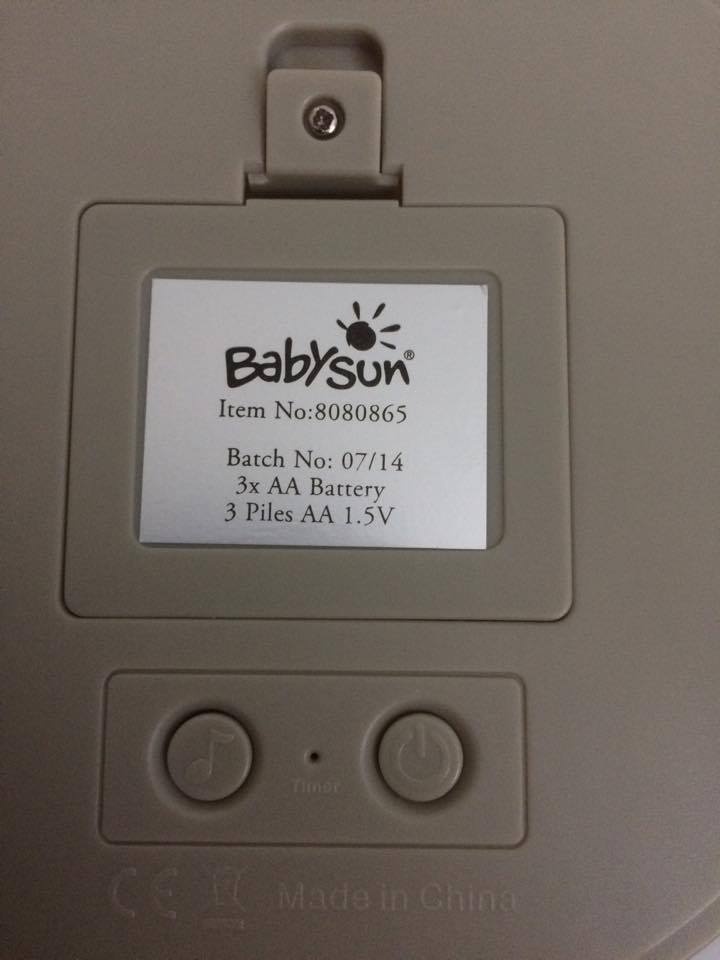 Babysun®
Item No:8080865
Batch No: 07/14
3x AA Battery
3 Piles AA 1.5V
Timer
CE
Made in China